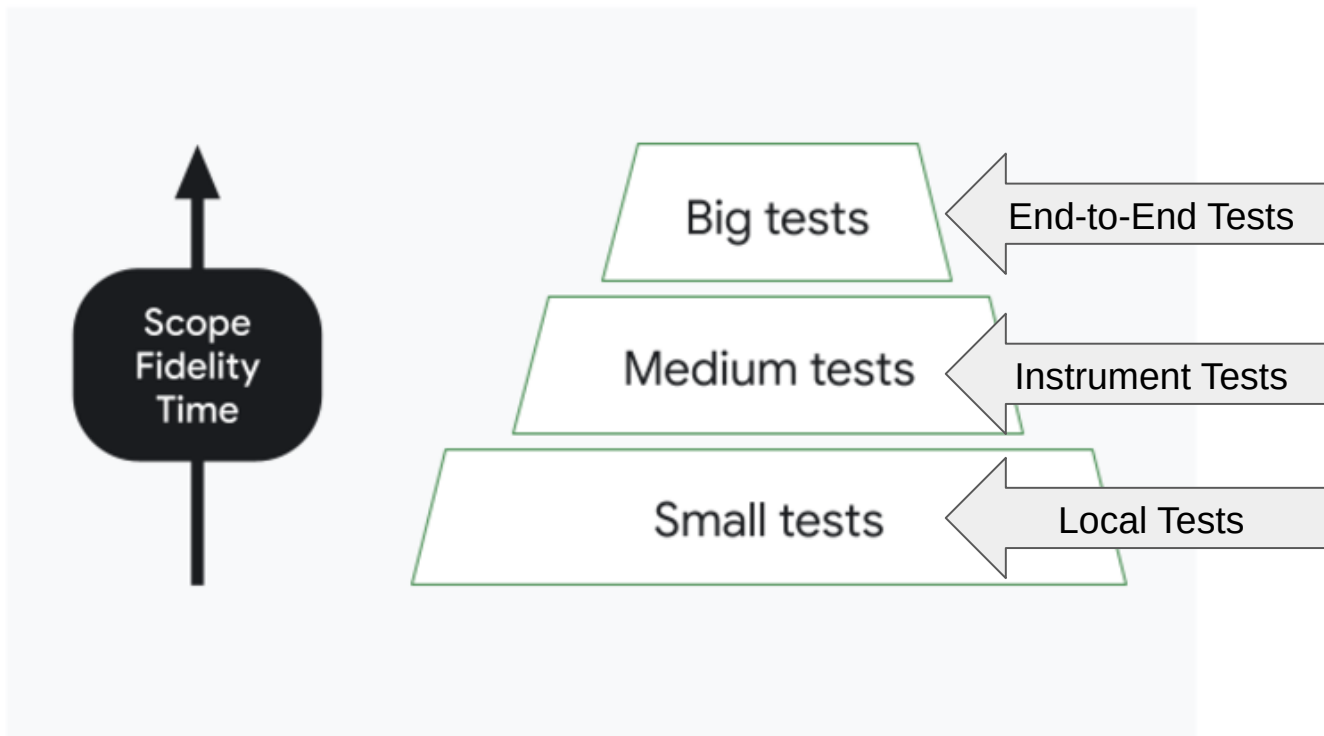 Big tests
End-to-End Tests
Scope
Fidelity
Time
Medium tests
Instrument Tests
Small tests
Local Tests